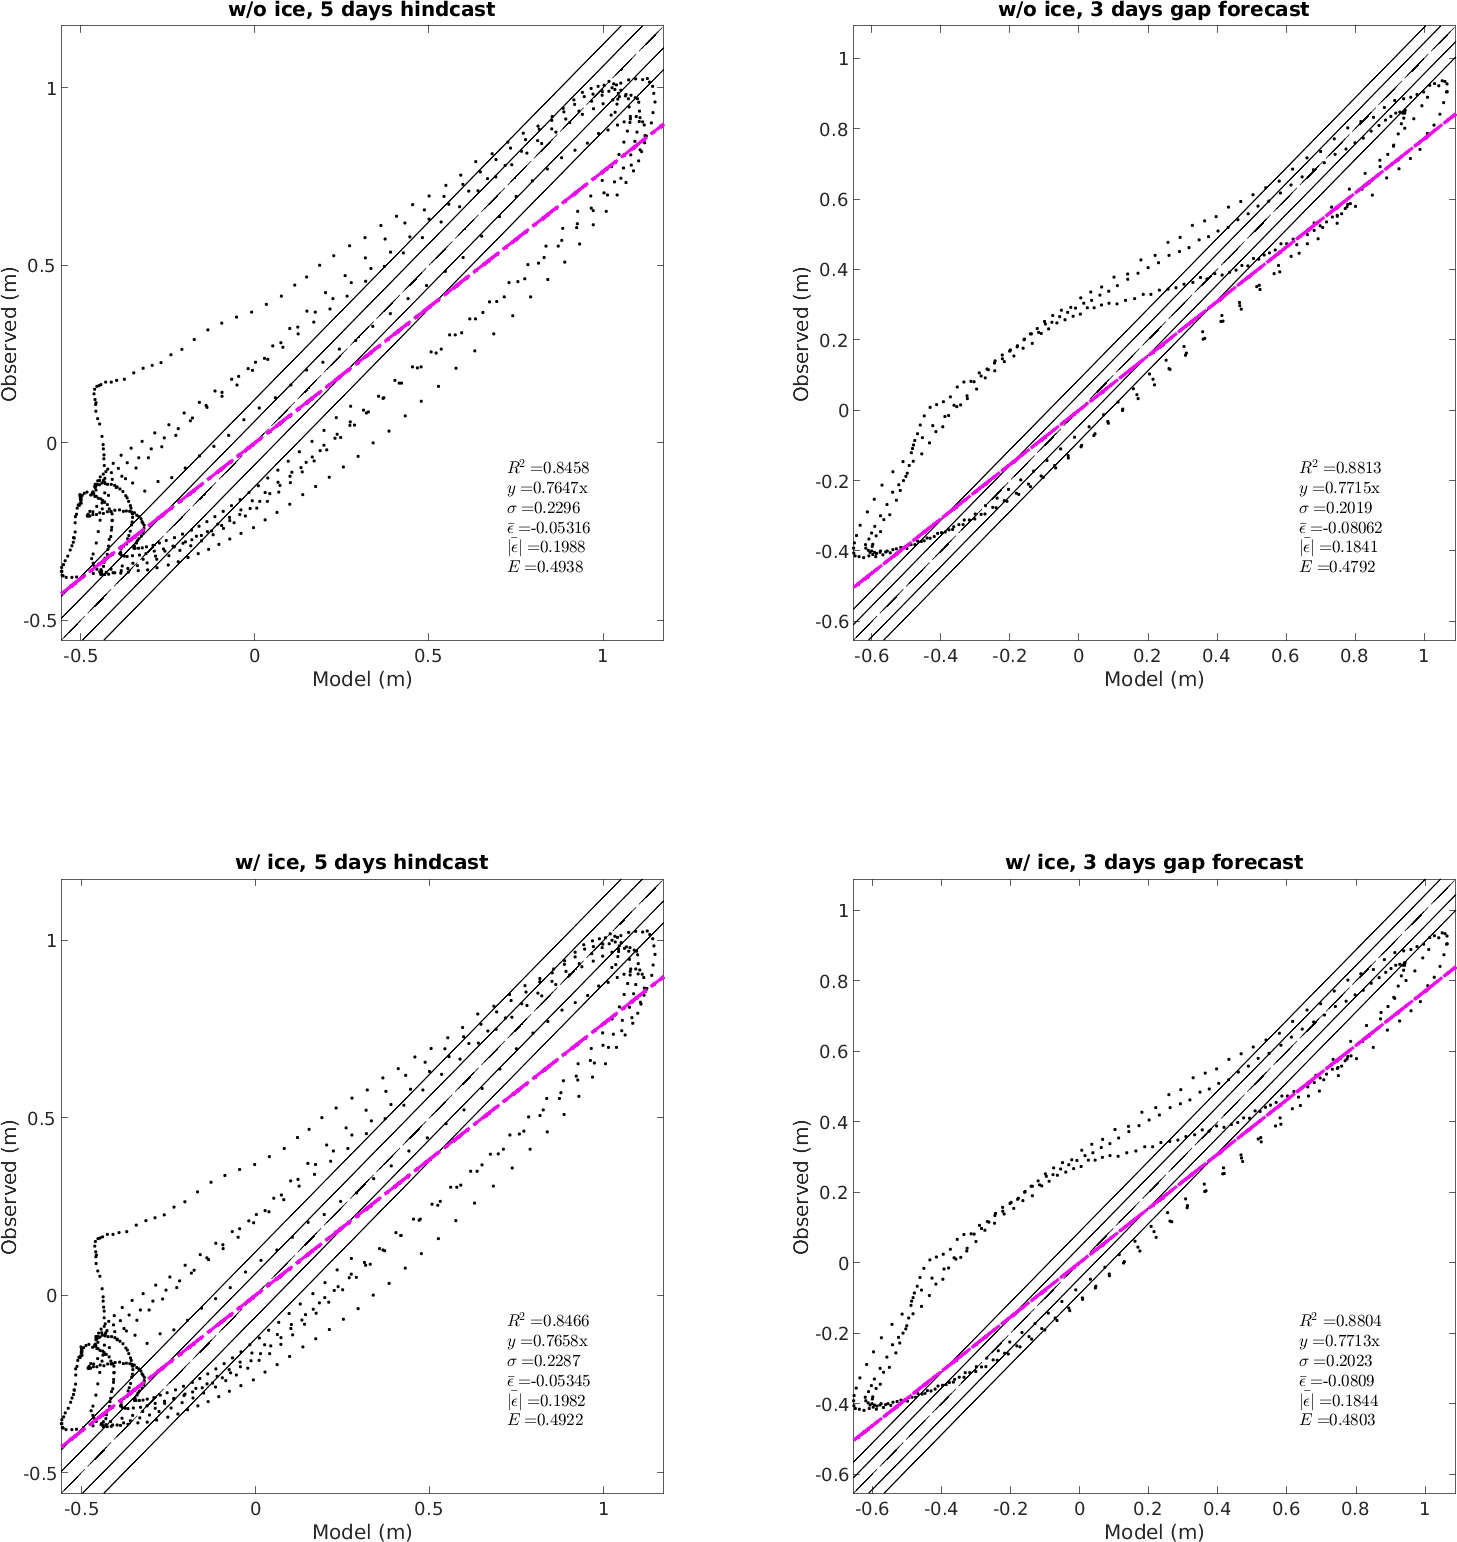 w/o ice, 5 days hindcast
Observed (m)
1
0.5
0
-0.5
-0.5 0 0.5 1
Model (m)
R² =0.8458
y =0.7647x
σ =0.2296
ϵ̄ =-0.05316
|ϵ̄| =0.1988
E =0.4938
w/o ice, 3 days gap forecast
Observed (m)
1
0.8
0.6
0.4
0.2
0
-0.2
-0.4
-0.6
-0.6 -0.4 -0.2 0 0.2 0.4 0.6 0.8 1
Model (m)
R² =0.8813
y =0.7715x
σ =0.2019
ϵ̄ =-0.08062
|ϵ̄| =0.1841
E =0.4792
w/ ice, 5 days hindcast
Observed (m)
1
0.5
0
-0.5
-0.5 0 0.5 1
Model (m)
R² =0.8466
y =0.7658x
σ =0.2287
ϵ̄ =-0.05345
|ϵ̄| =0.1982
E =0.4922
w/ ice, 3 days gap forecast
Observed (m)
1
0.8
0.6
0.4
0.2
0
-0.2
-0.4
-0.6
-0.6 -0.4 -0.2 0 0.2 0.4 0.6 0.8 1
Model (m)
R² =0.8804
y =0.7713x
σ =0.2023
ϵ̄ =-0.0809
|ϵ̄| =0.1844
E =0.4803